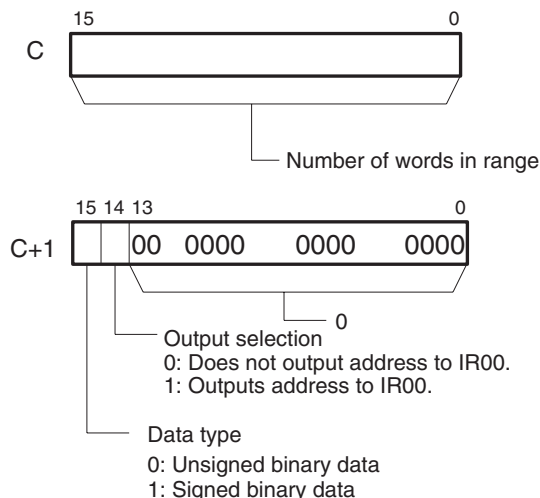 15 0
C
Number of words in range
15 14 13 0
C+1 00 0000 0000 0000
0
Output selection
0: Does not output address to IR00.
1: Outputs address to IR00.
Data type
0: Unsigned binary data
1: Signed binary data